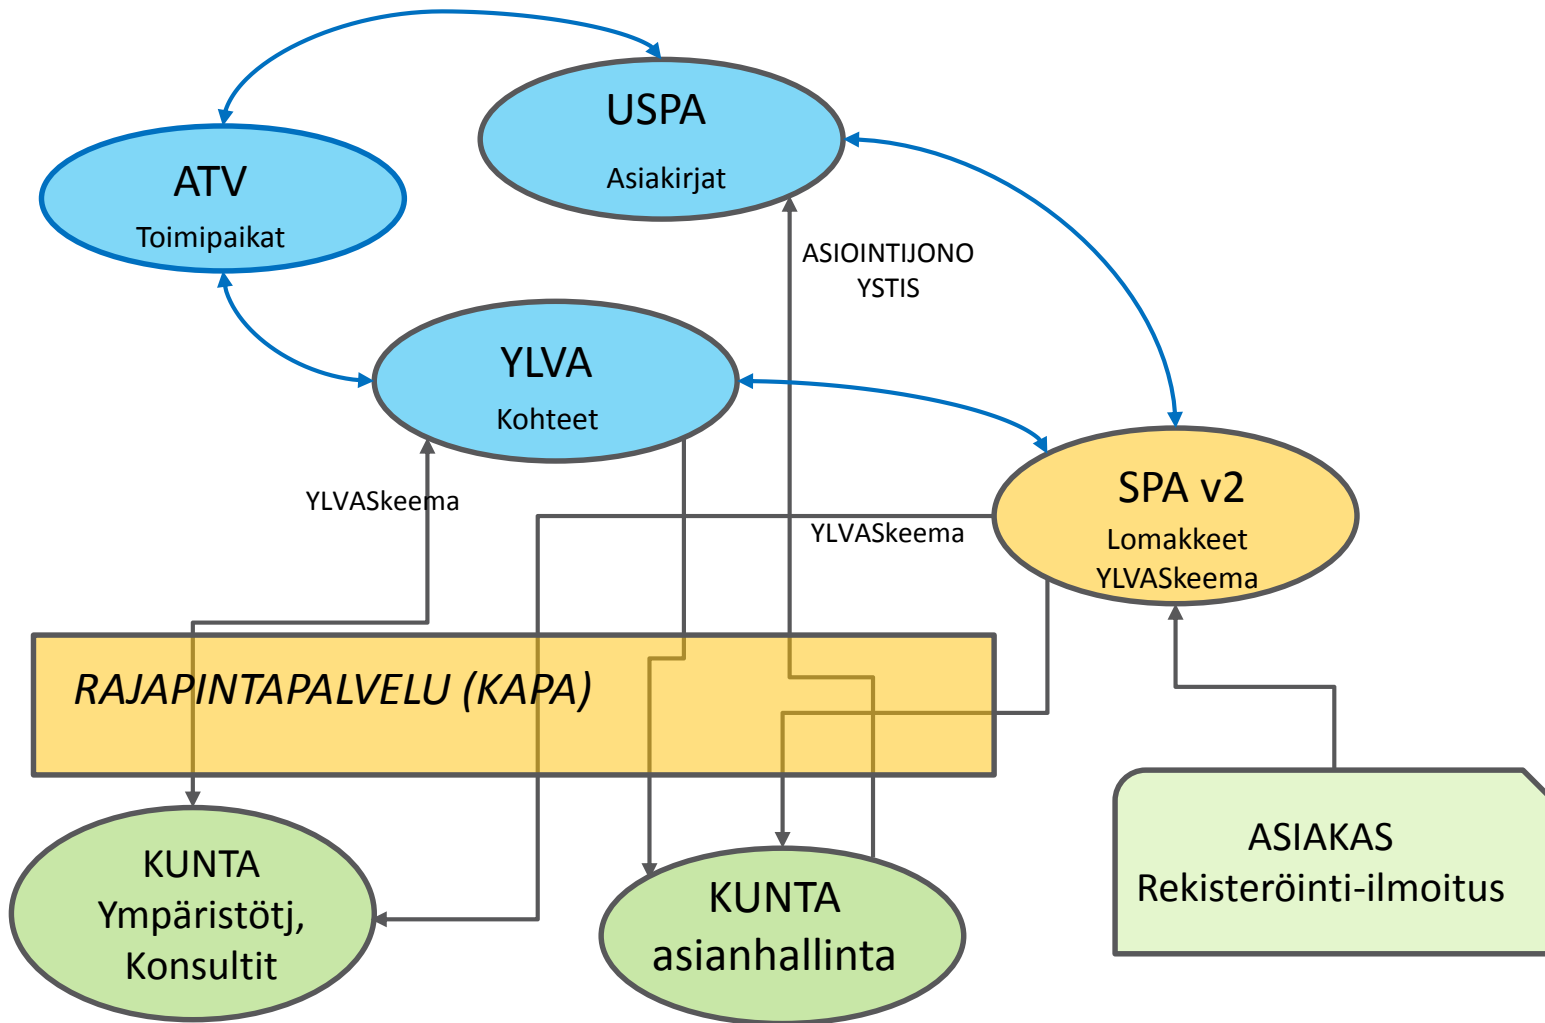 USPA
Asiakirjat
ATV
Toimipaikat
ASIOINTIJONO
YSTIS
YLVA
Kohteet
YLVASkeema
YLVASkeema
SPA v2
Lomakkeet
YLVASkeema
RAJAPINTAPALVELU (KAPA)
KUNTA
Ympäristötj,
Konsultit
KUNTA
asianhallinta
ASIAKAS
Rekisteröinti-ilmoitus